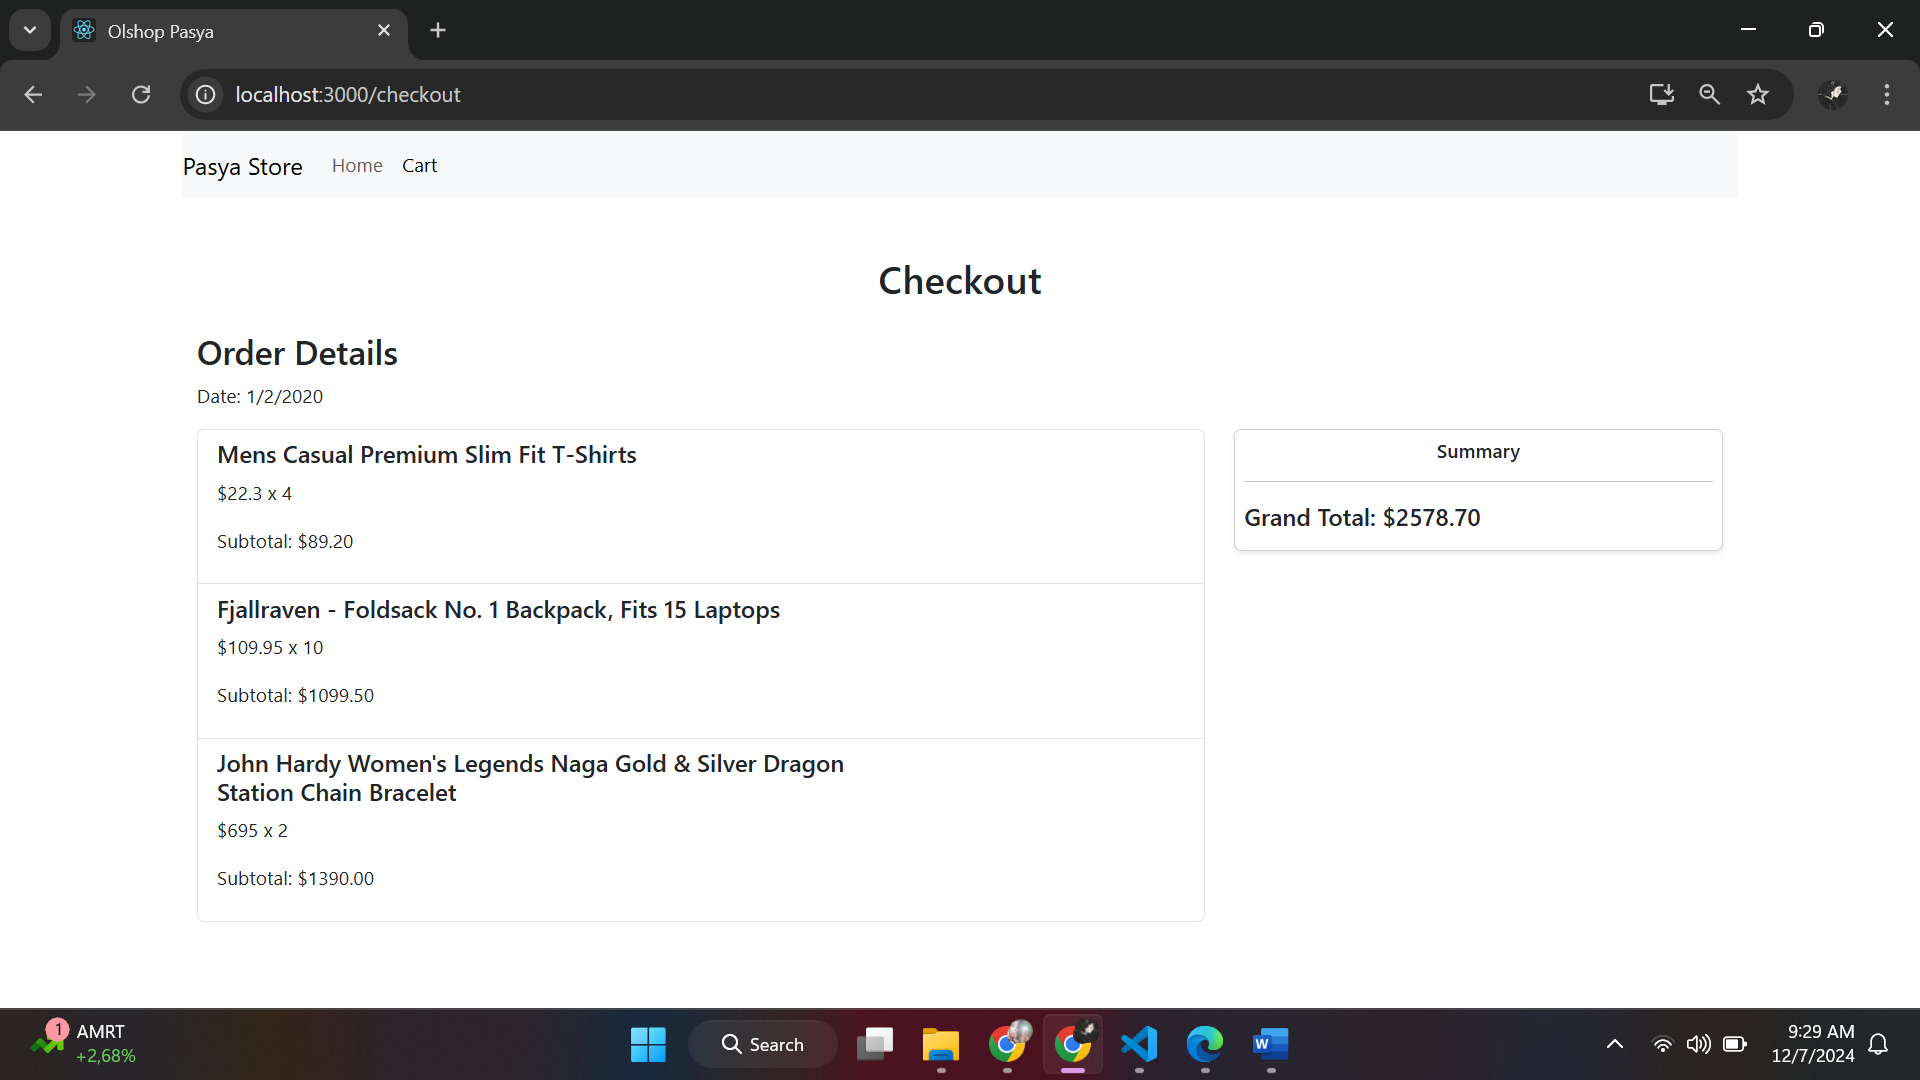 Olshop Pasya
localhost:3000/checkout
Pasya Store
Home
Cart
Checkout
Order Details
Date: 1/2/2020
Mens Casual Premium Slim Fit T-Shirts
$22.3 x 4
Subtotal: $89.20
Fjallraven - Foldsack No. 1 Backpack, Fits 15 Laptops
$109.95 x 10
Subtotal: $1099.50
John Hardy Women's Legends Naga Gold & Silver Dragon
Station Chain Bracelet
$695 x 2
Subtotal: $1390.00
Summary
Grand Total: $2578.70
1
AMRT
+2,68%
Search
W
9:29 AM
12/7/2024